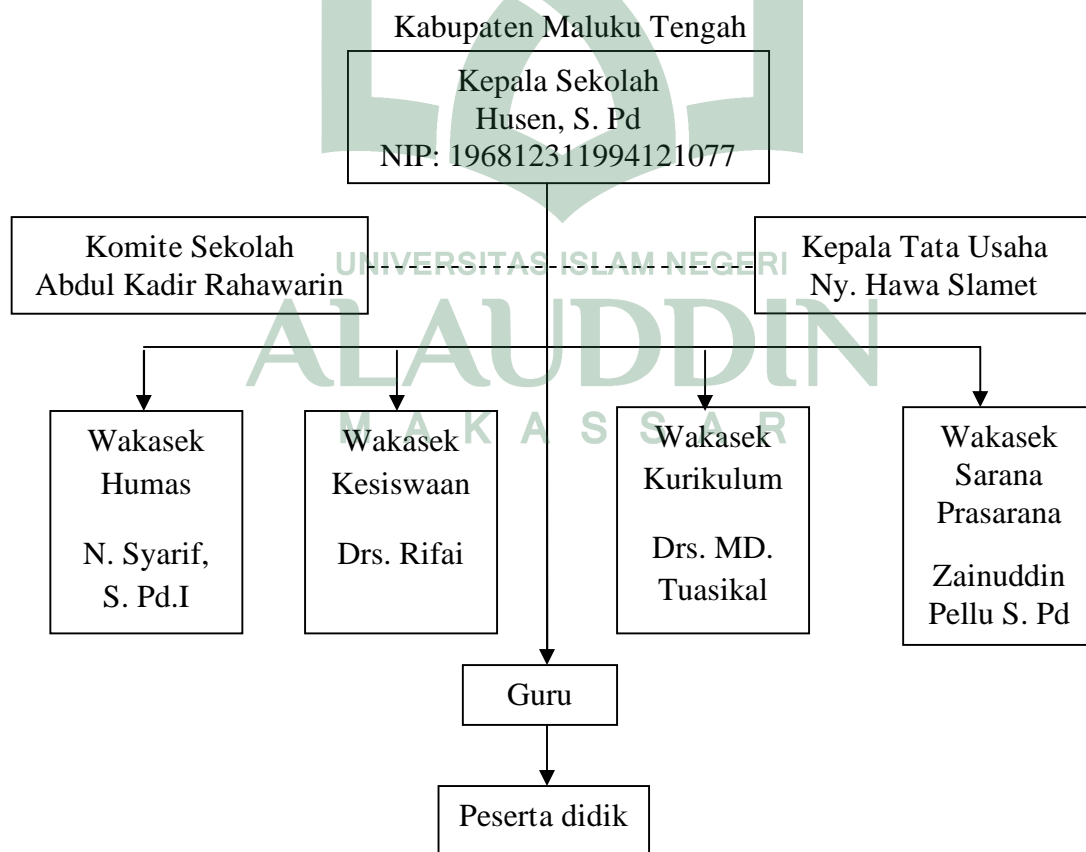 Kabupaten Maluku Tengah
Kepala Sekolah
Husen, S. Pd
NIP: 196812311994121077
Komite Sekolah
Abdul Kadir Rahawarin
Kepala Tata Usaha
Ny. Hawa Slamet
UNIVERSITAS ISLAM NEGERI
ALAUDDIN
M A K A S S A R
Wakasek
Humas
N. Syarif,
S. Pd.I
Wakasek
Kesiswaan
Drs. Rifai
Wakasek
Kurikulum
Drs. MD.
Tuasikal
Wakasek
Sarana
Prasarana
Zainuddin
Pellu S. Pd
Guru
Peserta didik